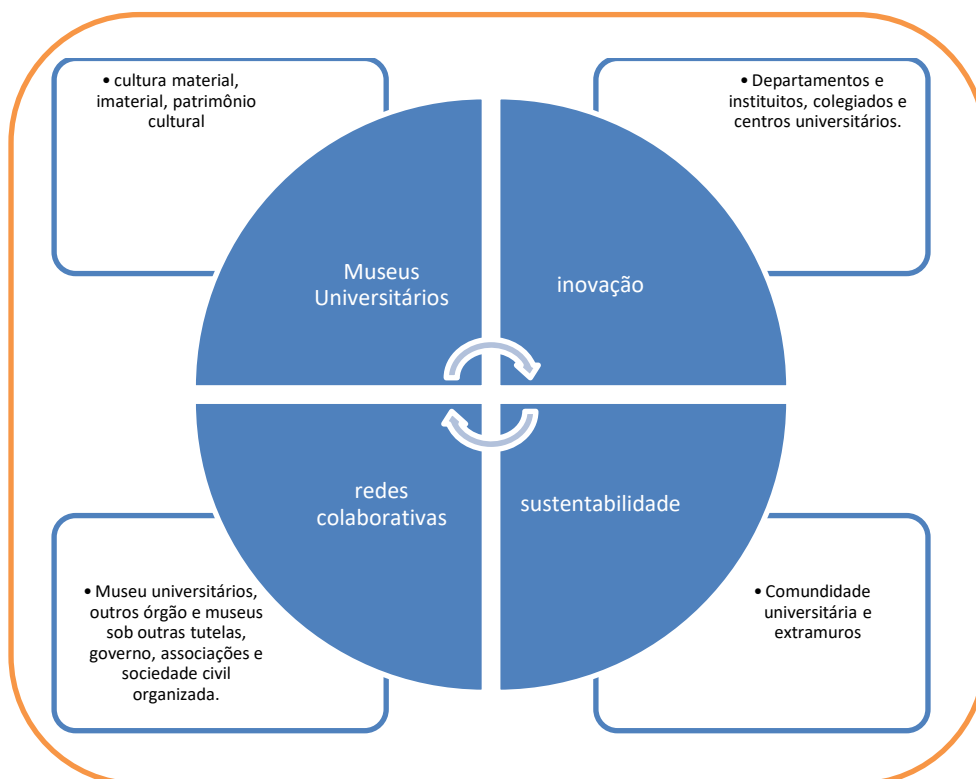 • cultura material,
imaterial, patrimônio
cultural
• Departamentos e
institutos, colegiados e
centros universitários.
Museus
Universitários
inovação
redes
colaborativas
sustentabilidade
• Museu universitários,
outros órgão e museus
sob outras tutelas,
governo, associações e
sociedade civil
organizada.
• Comundidade
universitária e
extramuros